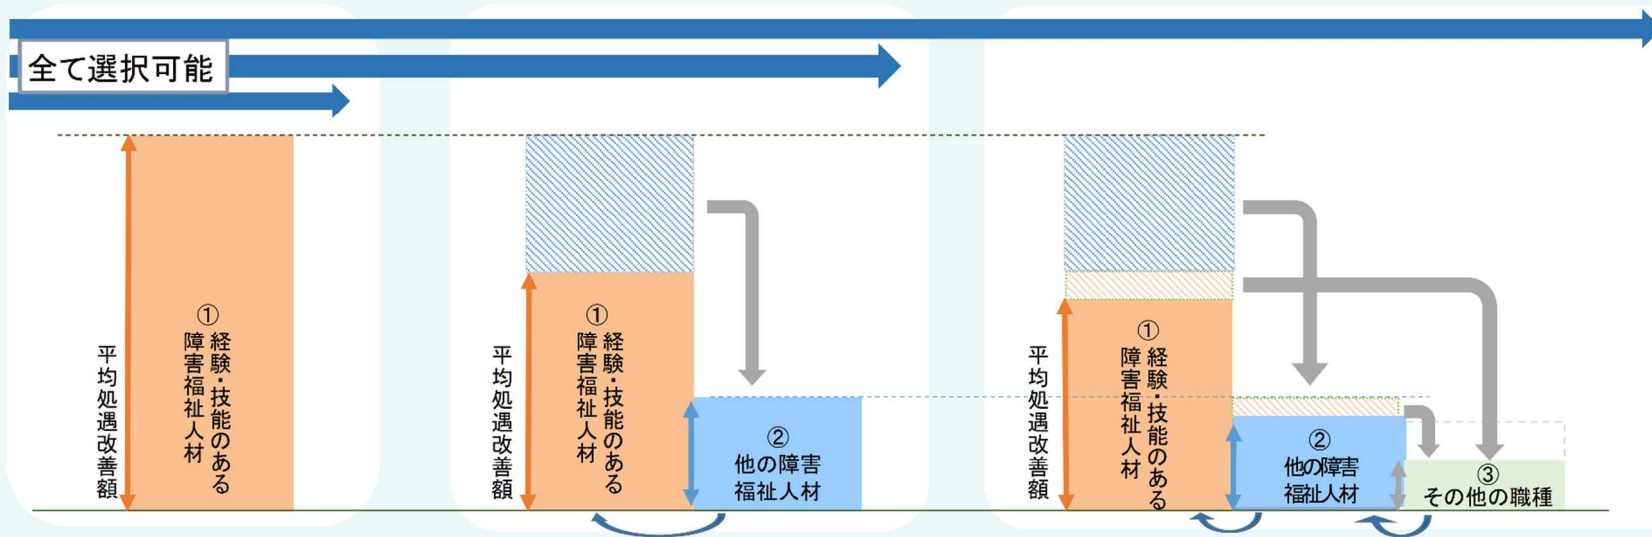 全て選択可能
平均処遇改善額
①
経験・技能のある
障害福祉人材
平均処遇改善額
①
経験・技能のある
障害福祉人材
②
他の障害
福祉人材
平均処遇改善額
①
経験・技能のある
障害福祉人材
②
他の障害
福祉人材
③
その他の職種